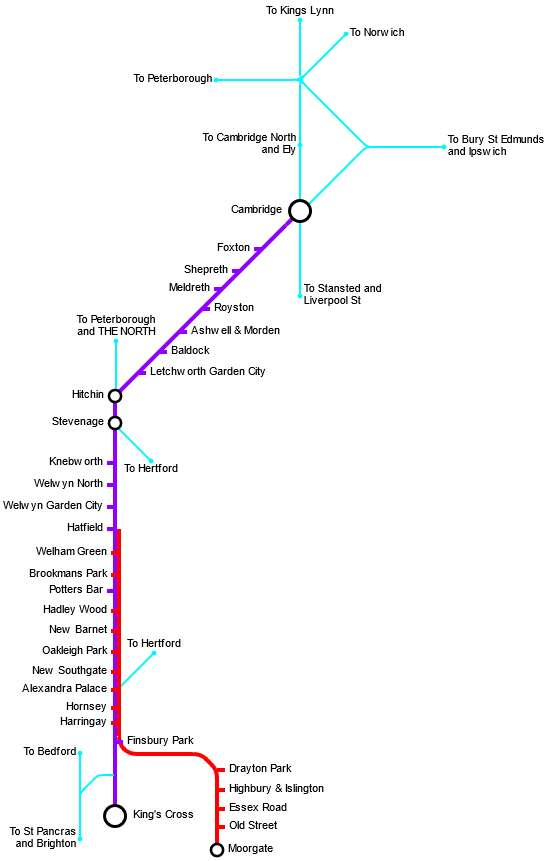 To Kings Lynn
To Norwich
To Peterborough
To Cambridge North
and Ely
To Bury St Edmunds
and Ipswich
Cambridge
Foxton
Shepreth
Meldreth
To Stansted and
Liverpool St
Royston
To Peterborough
and THE NORTH
Ashwell & Morden
Baldock
Letchworth Garden City
Hitchin
Stevenage
Knebworth
To Hertford
Welwyn North
Welwyn Garden City
Hatfield
Welham Green
Brookmans Park
Potters Bar
Hadley Wood
New Barnet
To Hertford
Oakleigh Park
New Southgate
Alexandra Palace
Hornsey
Harringay
Finsbury Park
To Bedford
Drayton Park
Highbury & Islington
Essex Road
King's Cross
Old Street
To St Pancras
and Brighton
Moorgate